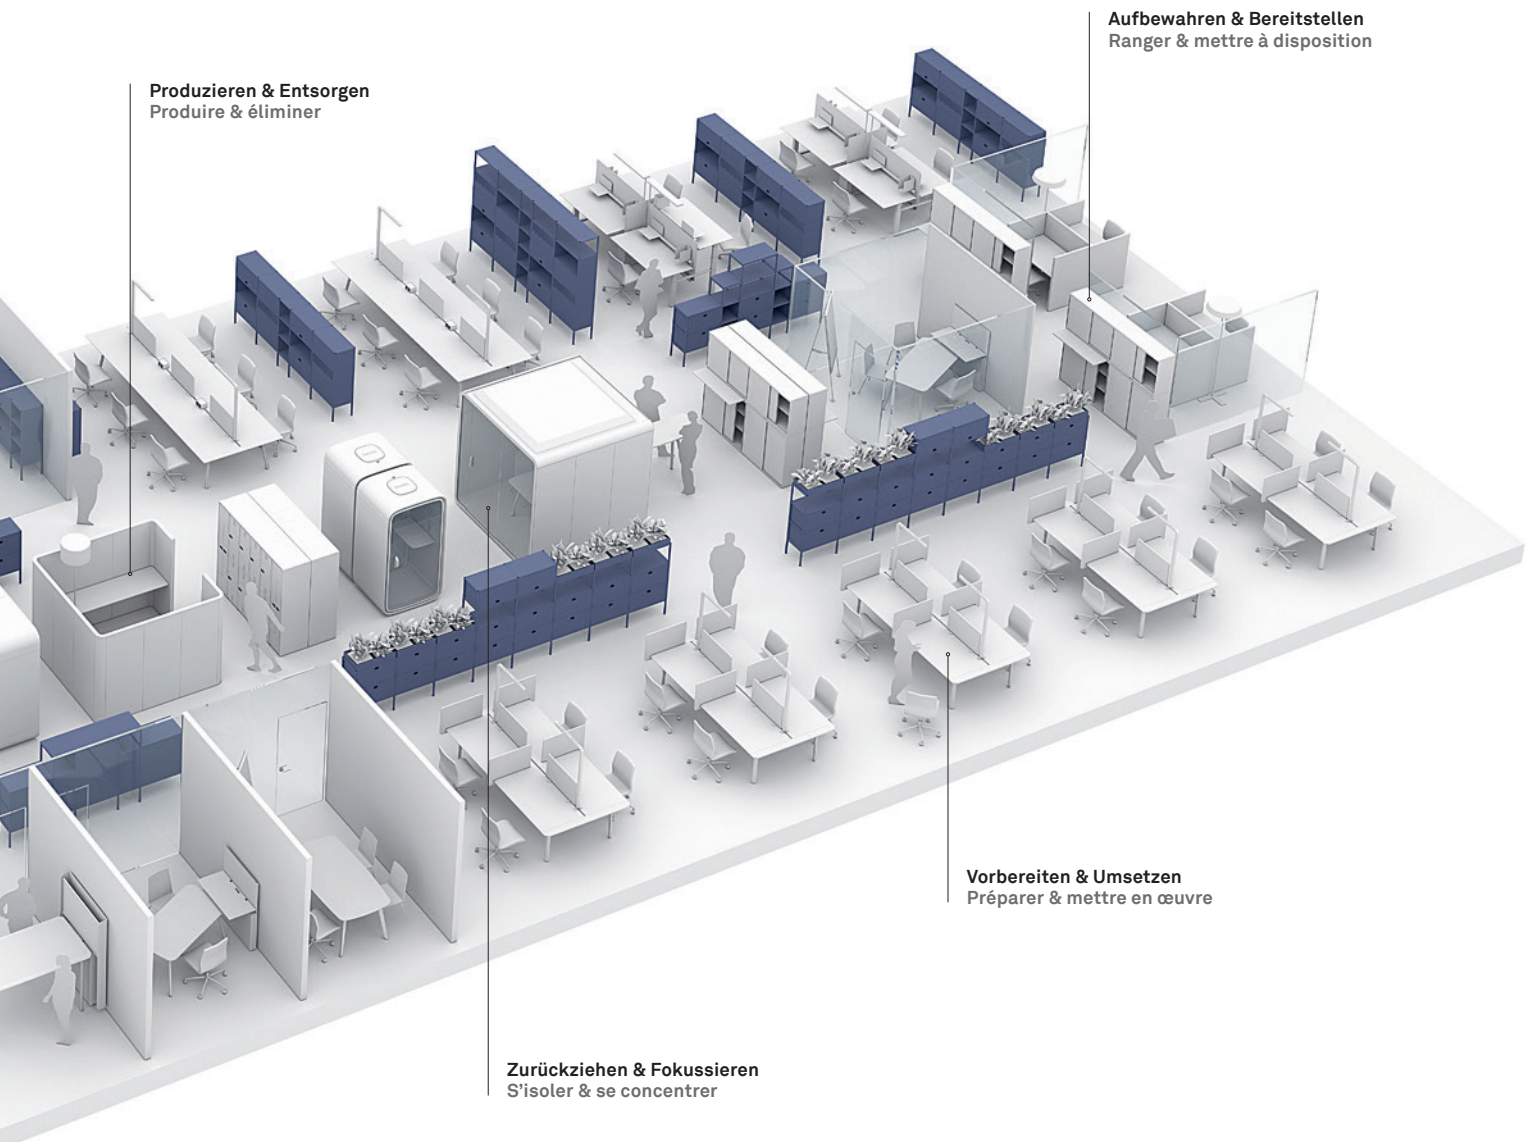 Aufbewahren & Bereitstellen
Ranger & mettre à disposition
Produzieren & Entsorgen
Produire & éliminer
Vorbereiten & Umsetzen
Préparer & mettre en œuvre
Zurückziehen & Fokussieren
S'isoler & se concentrer